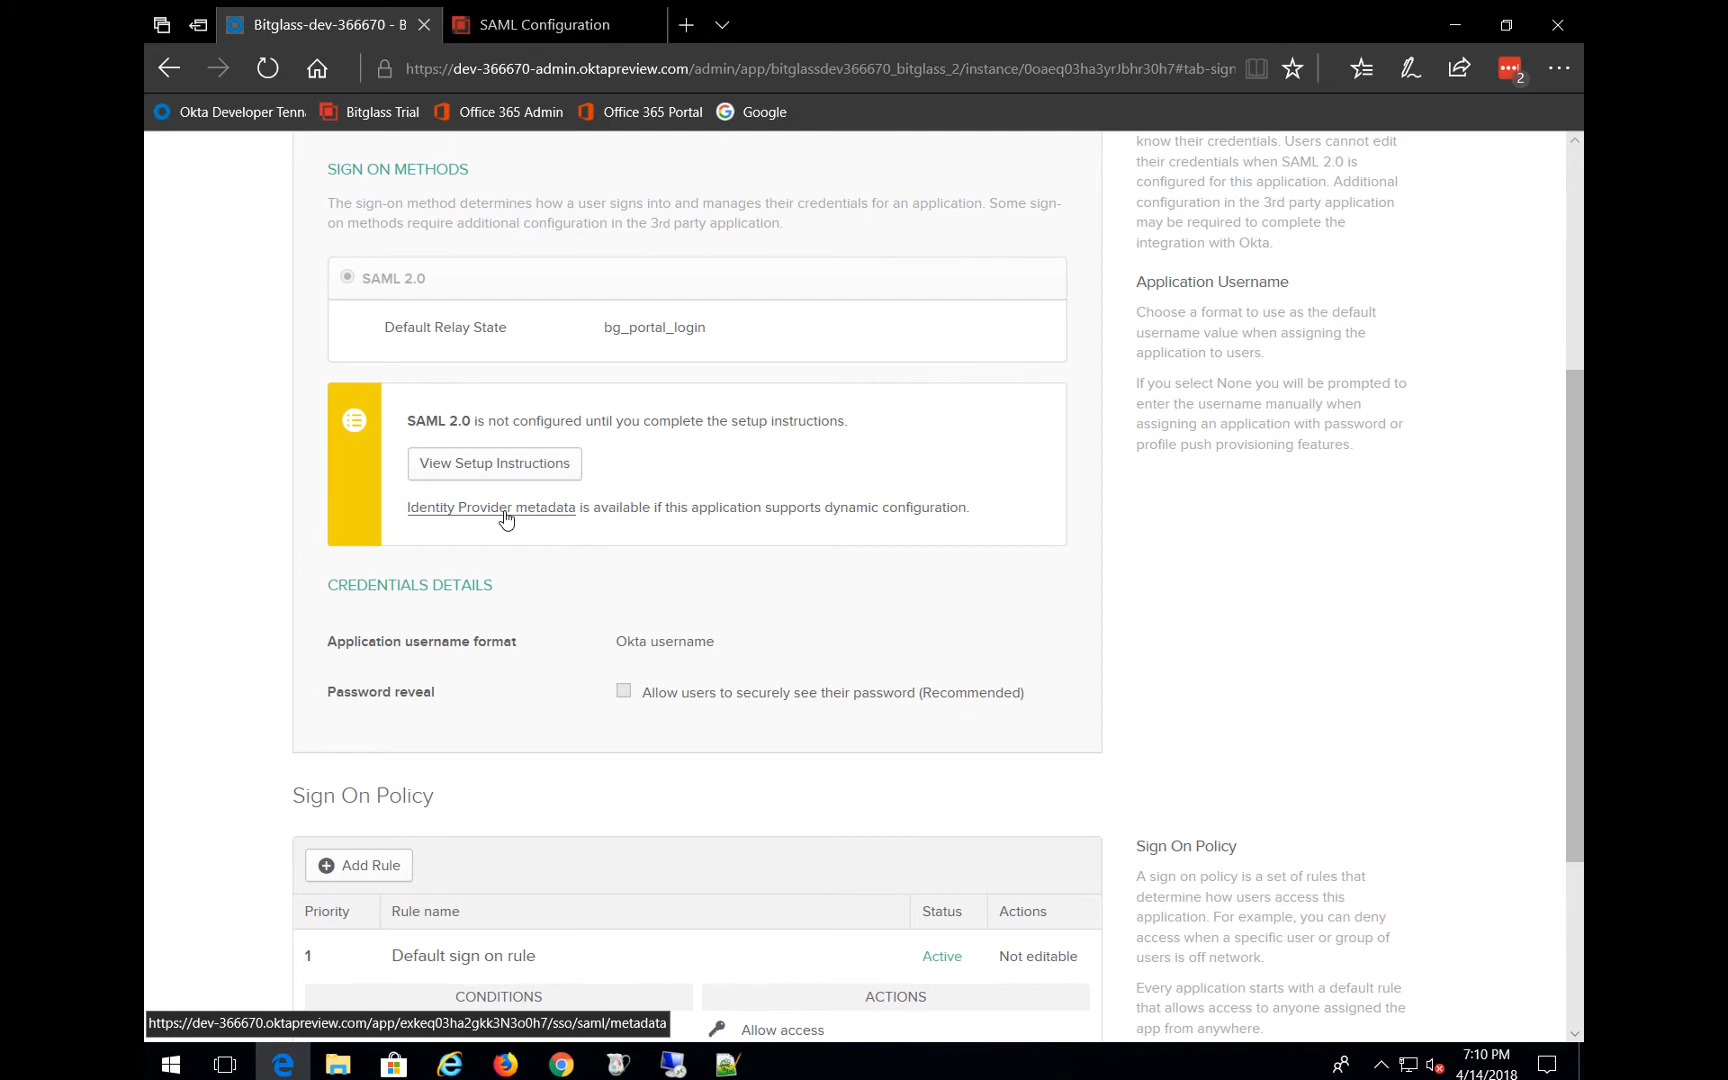 Bitglass-dev-366670 - B
SAML Configuration
https://dev-366670-admin.oktapreview.com/admin/app/bitglassdev366670_bitglass_2/instance/0oaeq03ha3yrJbhr30h7#tab-sign
2
Okta Developer Tenn
Bitglass Trial
Office 365 Admin
Office 365 Portal
Google
SIGN ON METHODS
The sign-on method determines how a user signs into and manages their credentials for an application. Some sign-
on methods require additional configuration in the 3rd party application.
SAML 2.0
Default Relay State bg_portal_login
SAML 2.0 is not configured until you complete the setup instructions.
View Setup Instructions
Identity Provider metadata is available if this application supports dynamic configuration.
CREDENTIALS DETAILS
Application username format Okta username
Password reveal Allow users to securely see their password (Recommended)
know their credentials. Users cannot edit
their credentials when SAML 2.0 is
configured for this application. Additional
configuration in the 3rd party application
may be required to complete the
integration with Okta.
Application Username
Choose a format to use as the default
username value when assigning the
application to users.
If you select None you will be prompted to
enter the username manually when
assigning an application with password or
profile push provisioning features.
Sign On Policy
Add Rule
Priority Rule name Status Actions
1 Default sign on rule Active Not editable
CONDITIONS ACTIONS
Allow access
Sign On Policy
A sign on policy is a set of rules that
determine how users access this
application. For example, you can deny
access when a specific user or group of
users is off network.
Every application starts with a default rule
that allows access to anyone assigned the
app from anywhere.
https://dev-366670.oktapreview.com/app/exkeq03ha2gkk3N3o0h7/sso/saml/metadata
7:10 PM
4/14/2018